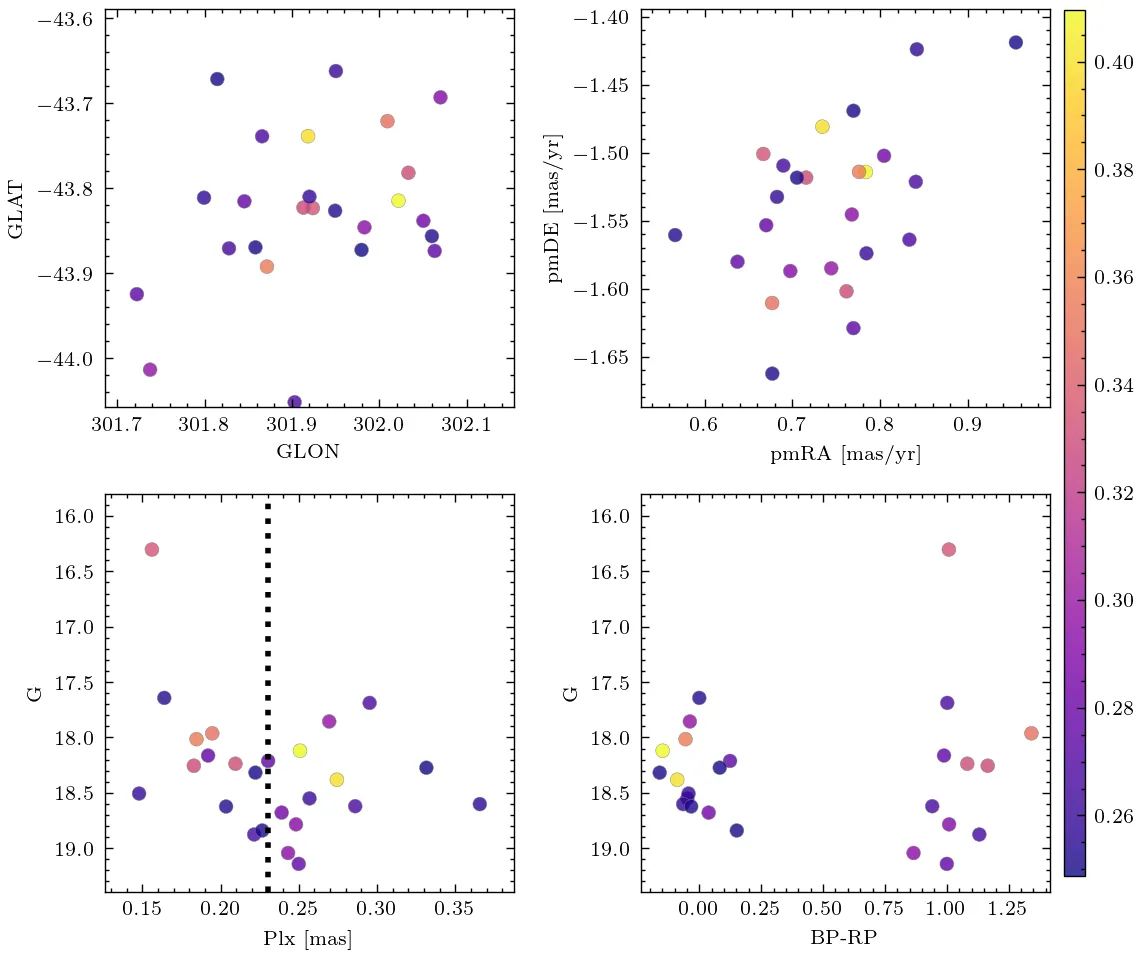 −43.6
−43.7
−43.8
−43.9
−44.0
GLAT
301.7 301.8 301.9 302.0 302.1
GLON
−1.40
−1.45
−1.50
−1.55
−1.60
−1.65
pmDE [mas/yr]
0.6 0.7 0.8 0.9
pmRA [mas/yr]
16.0
16.5
17.0
17.5
18.0
18.5
19.0
G
0.15 0.20 0.25 0.30 0.35
Plx [mas]
16.0
16.5
17.0
17.5
18.0
18.5
19.0
G
0.00 0.25 0.50 0.75 1.00 1.25
BP-RP
0.40
0.38
0.36
0.34
0.32
0.30
0.28
0.26